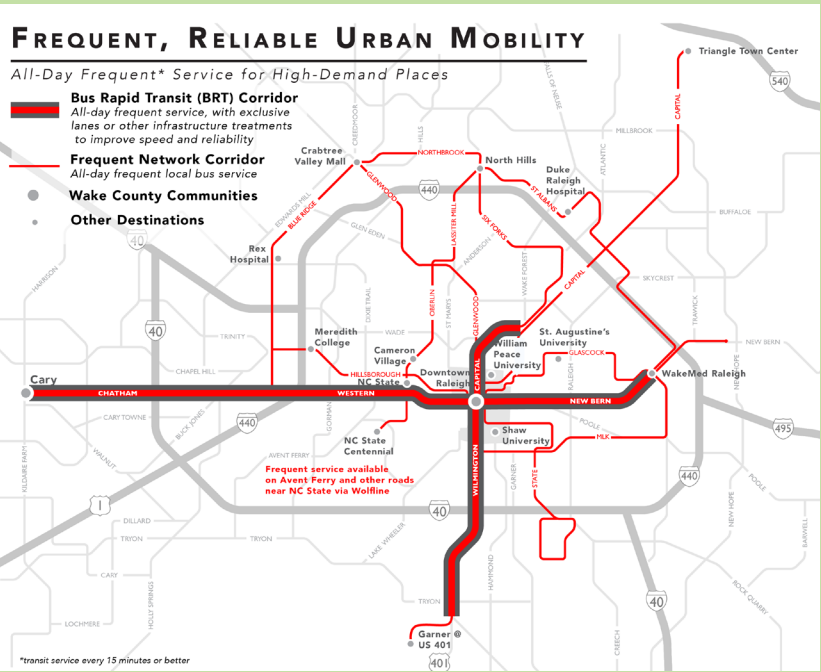 FREQUENT, RELIABLE URBAN MOBILITY
All-Day Frequent* Service for High-Demand Places
Bus Rapid Transit (BRT) Corridor
All-day frequent service, with exclusive
lanes or other infrastructure treatments
to improve speed and reliability
Frequent Network Corridor
All-day frequent local bus service
Wake County Communities
Other Destinations
Triangle Town Center
540
CAPITAL
MILLBROOK
ATLANTIC
CREEDMOOR
HILLS
Crabtree
Valley Mall
NORTHBROOK
North Hills
Duke
Raleigh
Hospital
ST ALBANS
GLENWOOD
440
EDWARDS MILL
BLUE RIDGE
LASSITER MILL
SIX FORKS
BUFFALOE
GLEN EDEN
40
Rex
Hospital
ANDERSON
WAKE FOREST
CAPITAL
SKYCREST
HARRISON
DIXIE TRAIL
OBERLIN
ST MARYS
GLENWOOD
TRAWICK
40
TRINITY
WADE
Meredith
College
Cameron
Village
William
Peace
University
St. Augustine's
University
GLASCOCK
NEW BERN
NEW HOPE
CHAPEL HILL
HILLSBOROUGH
NC State
Downtown
Raleigh
CAPITAL
RALEIGH
WakeMed Raleigh
Cary
CHATHAM
WESTERN
NEW BERN
CARY TOWNE
BUCK JONES
440
GORMAN
NC State
Centennial
Shaw
University
MLK
POOLE
495
WALNUT
AVENT FERRY
KILDAIRE FARM
Frequent service available
on Avent Ferry and other roads
near NC State via Wolfline
WILMINGTON
GARNER
STATE
440
POOLE
NEW HOPE
1
40
DILLARD
TRYON
TRYON
LAKE WHEELER
BARWELL
CARY
HOLLY SPRINGS
HAMMOND
ROCK QUARRY
TRYON
40
LOCHMERE
Garner @
US 401
CREECH
401
*transit service every 15 minutes or better